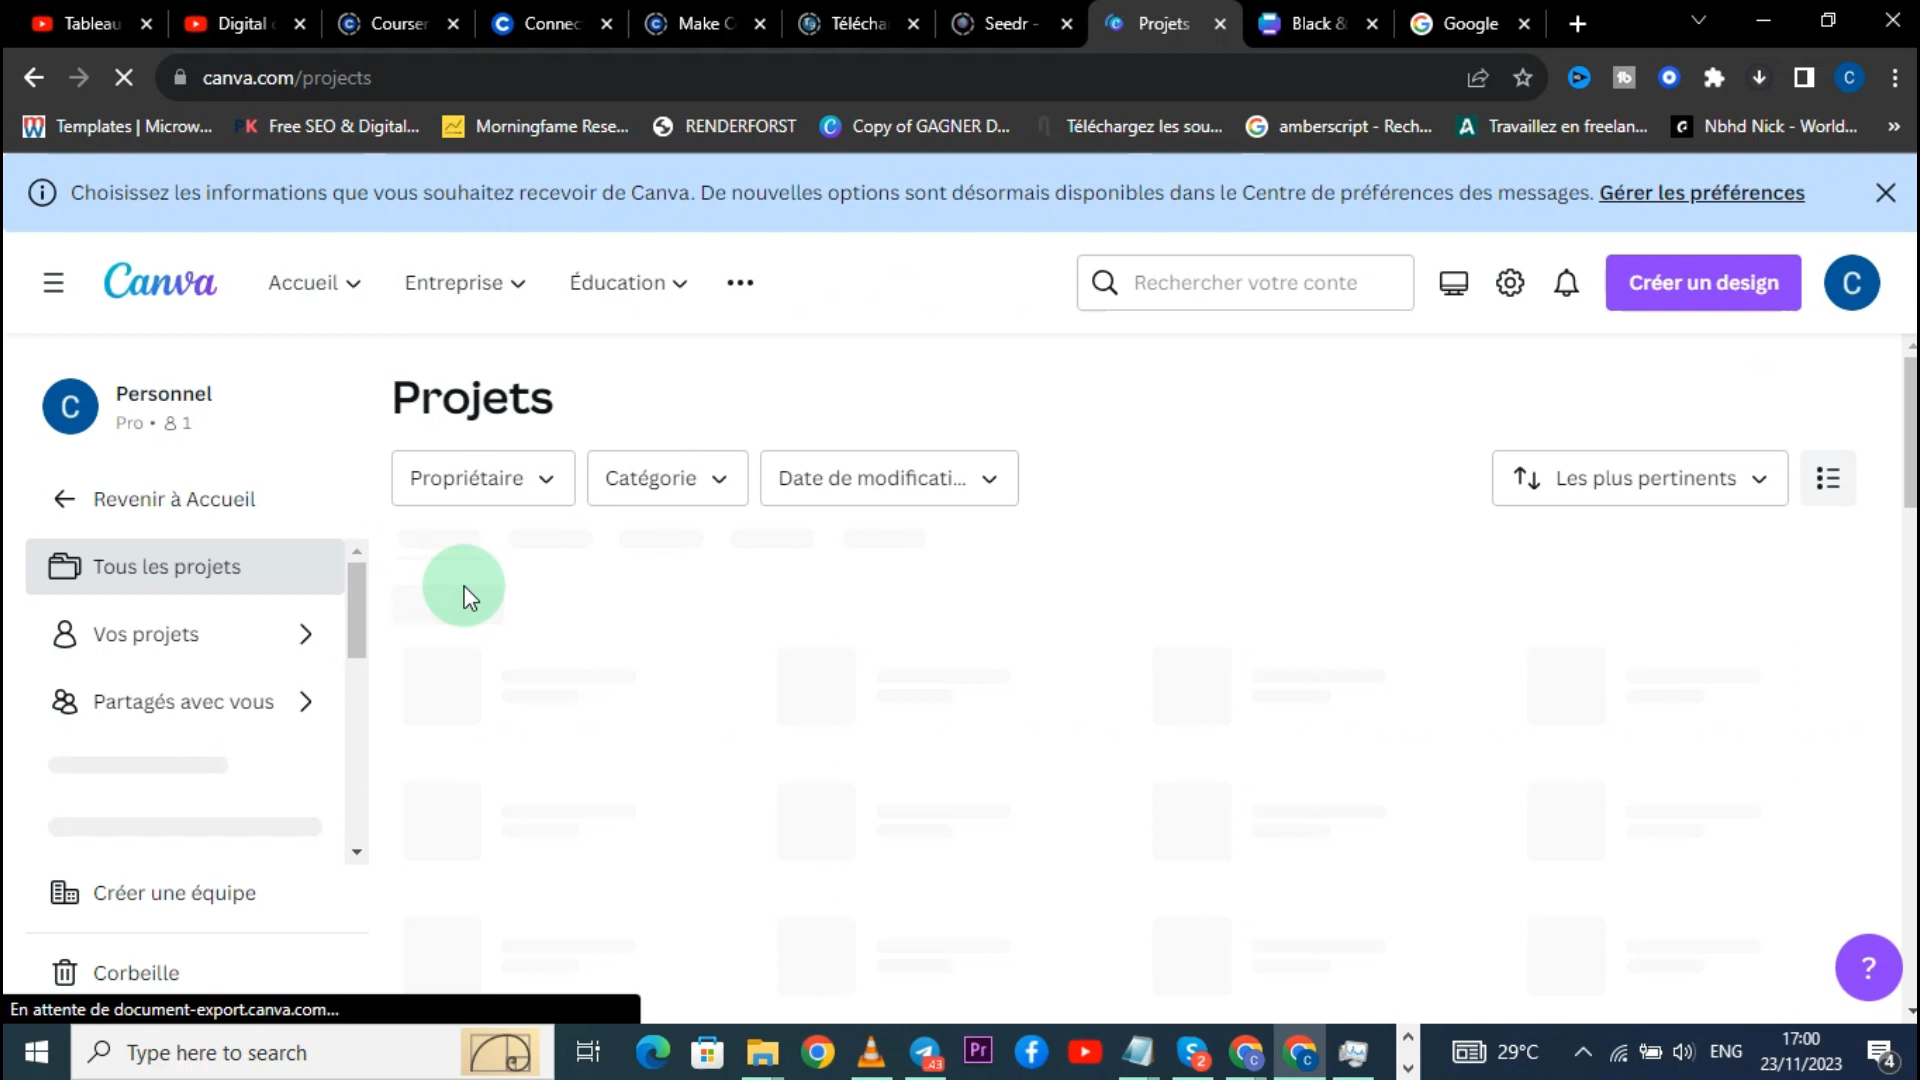 Tableau
Digital
Courser
Connec
Make C
Télécha
Seedr -
Projets
Black &
Google
canva.com/projects
C
Templates | Microw...
Free SEO & Digital...
Morningfame Rese...
RENDERFORST
Copy of GAGNER D...
Téléchargez les sou...
amberscript - Rech...
Travaillez en freelan...
Nbhd Nick - World...
Choisissez les informations que vous souhaitez recevoir de Canva. De nouvelles options sont désormais disponibles dans le Centre de préférences des messages. Gérer les préférences
Canva
Accueil
Entreprise
Éducation
Rechercher votre conte
Créer un design
C
C
Personnel
Pro • 1
Revenir à Accueil
Tous les projets
Vos projets
Partagés avec vous
Créer une équipe
Corbeille
Projets
Propriétaire
Catégorie
Date de modificati...
Les plus pertinents
?
En attente de document-export.canva.com...
Type here to search
43
Pr
2
C
C
29°C
ENG
17:00
23/11/2023
4